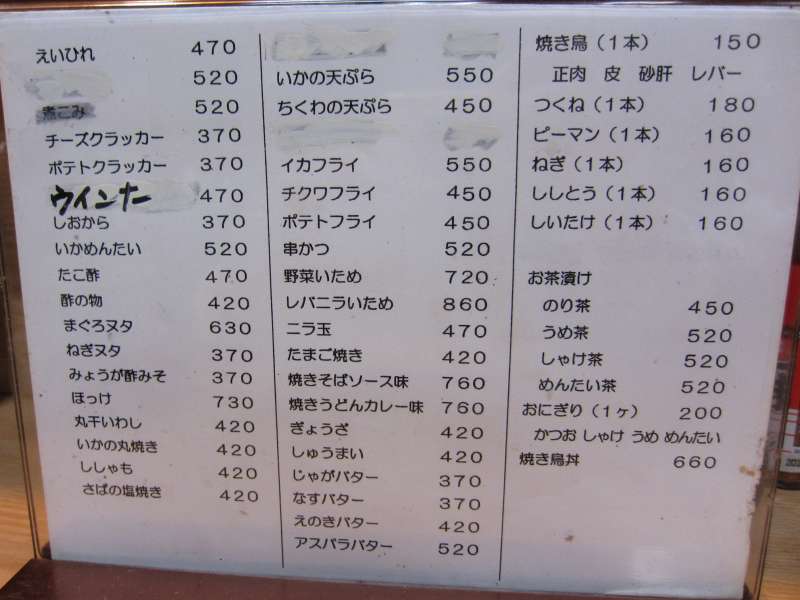 えいひれ 470
520
煮こみ 520
チーズクラッカー 370
ポテトクラッカー 370
ウインナー 470
しおから 370
いかめんたい 520
たこ酢 470
酢の物 420
まぐろヌタ 630
ねぎヌタ 370
みょうが酢みそ 370
ほっけ 730
丸干いわし 420
いかの丸焼き 420
ししゃも 420
さばの塩焼き 420
いかの天ぷら 550
ちくわの天ぷら 450
イカフライ 550
チクワフライ 450
ポテトフライ 450
串かつ 520
野菜いため 720
レバニラいため 860
ニラ玉 470
たまご焼き 420
焼きそばソース味 760
焼きうどんカレー味 760
ぎょうざ 420
しゅうまい 420
じゃがバター 370
なすバター 370
えのきバター 420
アスパラバター 520
焼き鳥(1本) 150
正肉 皮 砂肝 レバー
つくね(1本) 180
ピーマン(1本) 160
ねぎ(1本) 160
ししとう(1本) 160
しいたけ(1本) 160
お茶漬け
のり茶 450
うめ茶 520
しゃけ茶 520
めんたい茶 520
おにぎり(1ヶ) 200
かつお しゃけ うめ めんたい
焼き鳥丼 660